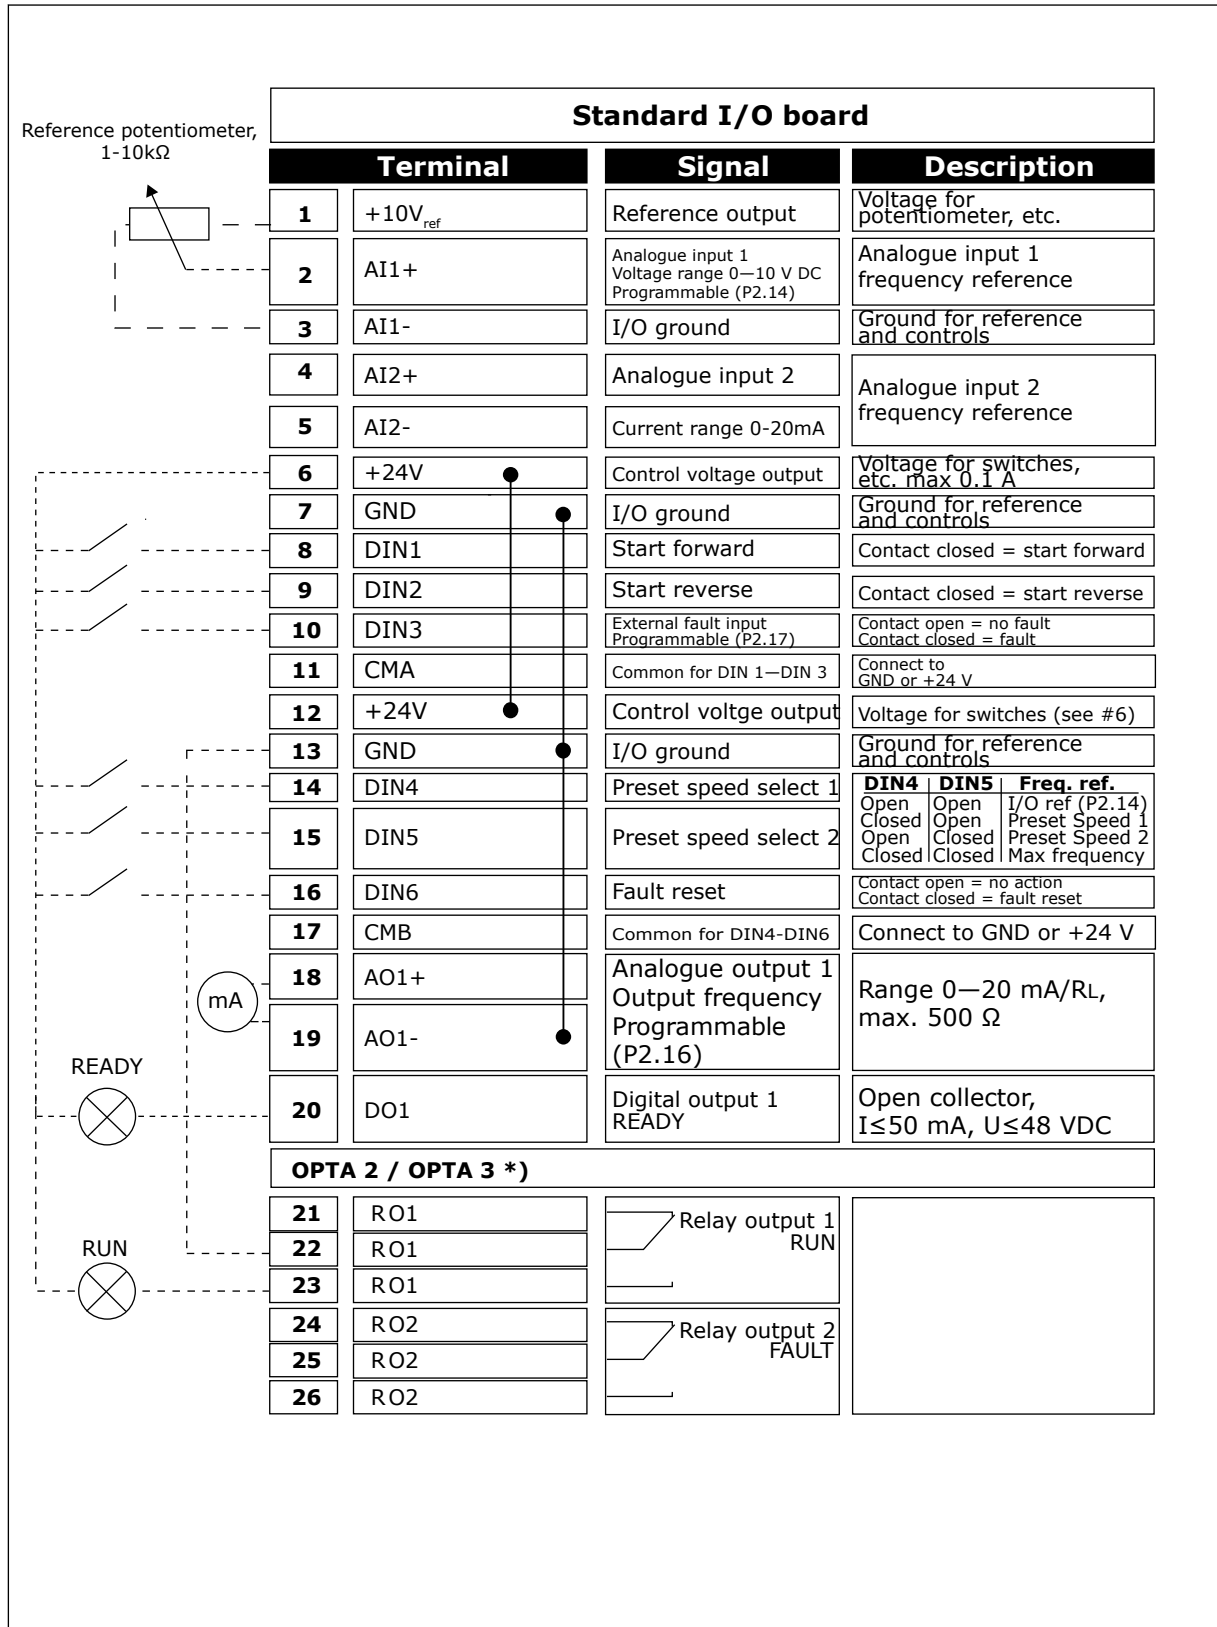 Standard I/O board
Reference potentiometer,
1-10kΩ
Terminal Signal Description
1 +10Vref Reference output Voltage for
potentiometer, etc.
2 AI1+ Analogue input 1
Voltage range 0—10 V DC
Programmable (P2.14)
Analogue input 1
frequency reference
3 AI1- I/O ground Ground for reference
and controls
4 AI2+ Analogue input 2
Analogue input 2
frequency reference
5 AI2- Current range 0-20mA
6 +24V Control voltage output Voltage for switches,
etc. max 0.1 A
7 GND I/O ground Ground for reference
and controls
8 DIN1 Start forward Contact closed = start forward
9 DIN2 Start reverse Contact closed = start reverse
10 DIN3 External fault input
Programmable (P2.17)
Contact open = no fault
Contact closed = fault
11 CMA Common for DIN 1—DIN 3 Connect to
GND or +24 V
12 +24V Control voltge output Voltage for switches (see #6)
13 GND I/O ground Ground for reference
and controls
14 DIN4 Preset speed select 1
DIN4 DIN5 Freq. ref.
Open Open I/O ref (P2.14)
Closed Open Preset Speed 1
Open Closed Preset Speed 2
Closed Closed Max frequency
15 DIN5 Preset speed select 2
16 DIN6 Fault reset Contact open = no action
Contact closed = fault reset
17 CMB Common for DIN4-DIN6 Connect to GND or +24 V
mA
18 AO1+ Analogue output 1
Output frequency
Programmable
(P2.16)
Range 0—20 mA/RL,
max. 500 Ω
19 AO1-
READY
20 DO1 Digital output 1
READY
Open collector,
I≤50 mA, U≤48 VDC
OPTA 2 / OPTA 3 *)
21 RO1 Relay output 1
RUN
RUN
22 RO1
23 RO1
24 RO2 Relay output 2
FAULT
25 RO2
26 RO2